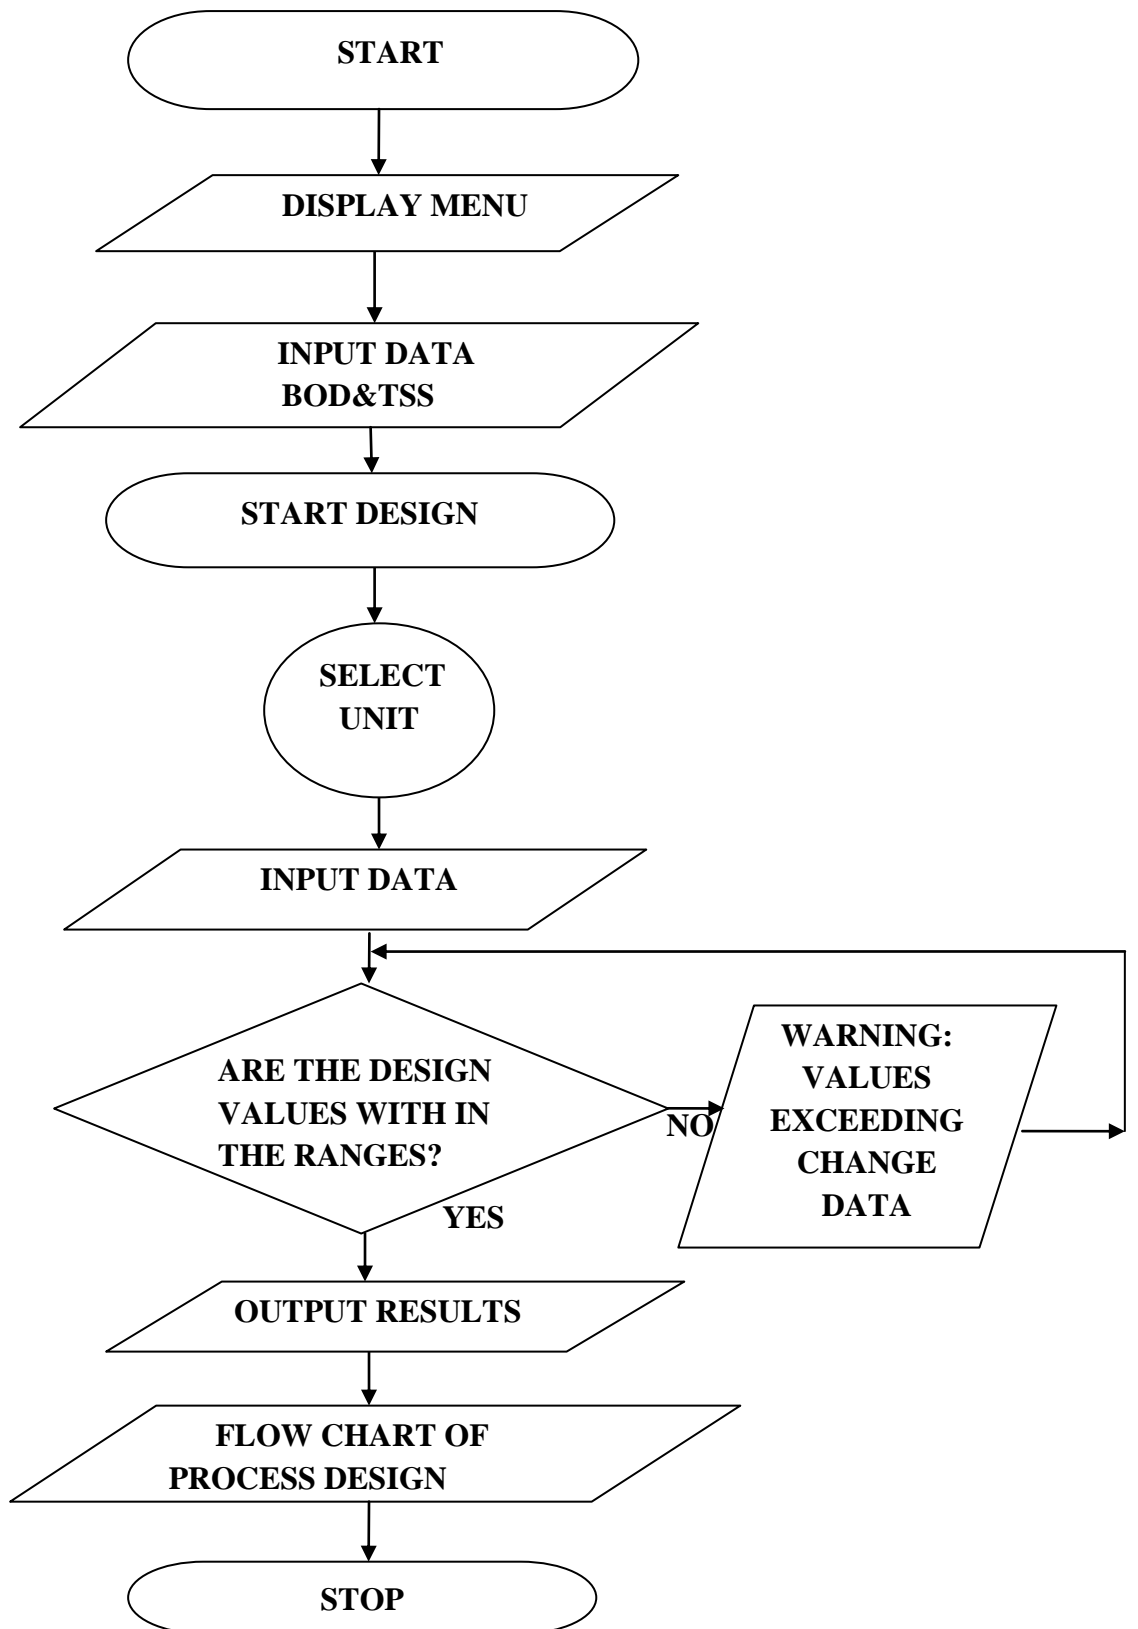 START
DISPLAY MENU
INPUT DATA
BOD&TSS
START DESIGN
SELECT
UNIT
INPUT DATA
ARE THE DESIGN
VALUES WITH IN
THE RANGES?
NO
WARNING:
VALUES
EXCEEDING
CHANGE
DATA
YES
OUTPUT RESULTS
FLOW CHART OF
PROCESS DESIGN
STOP